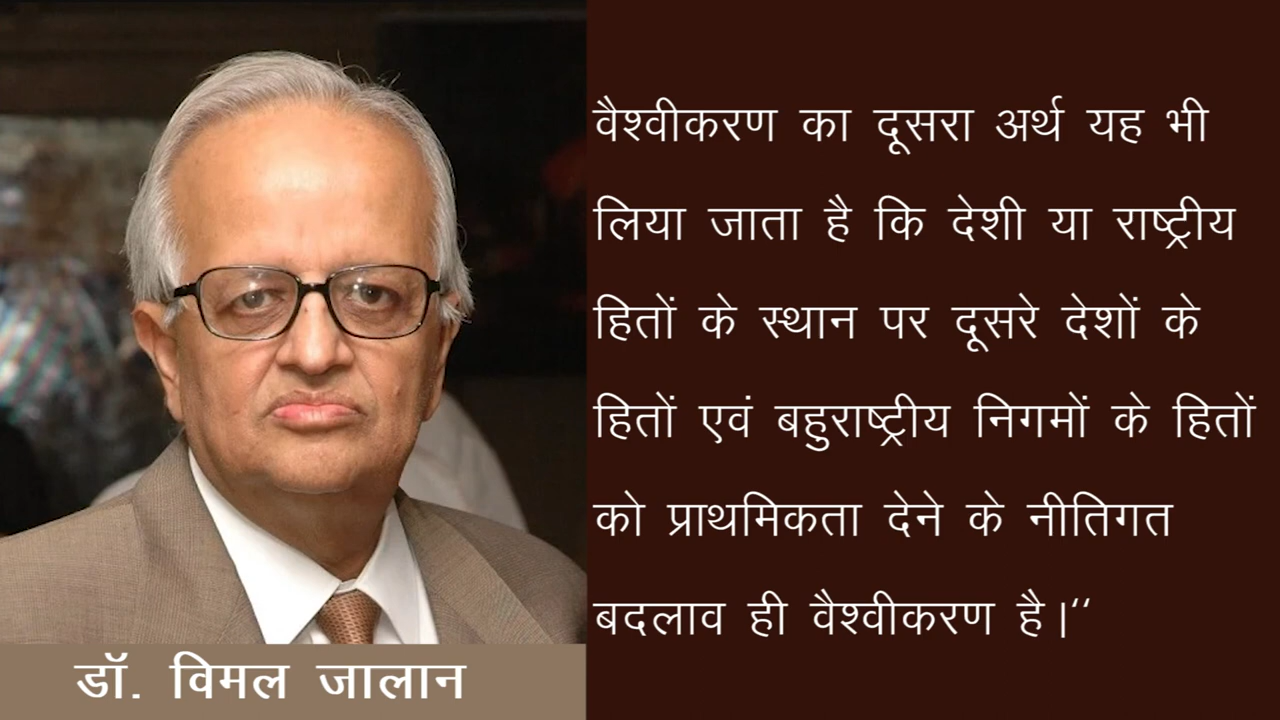 वैश्वीकरण का दूसरा अर्थ यह भी
लिया जाता है कि देशी या राष्ट्रीय
हितों के स्थान पर दूसरे देशों के
हितों एवं बहुराष्ट्रीय निगमों के हितों
को प्राथमिकता देने के नीतिगत
बदलाव ही वैश्वीकरण है।‘‘
डॉ. विमल जालान